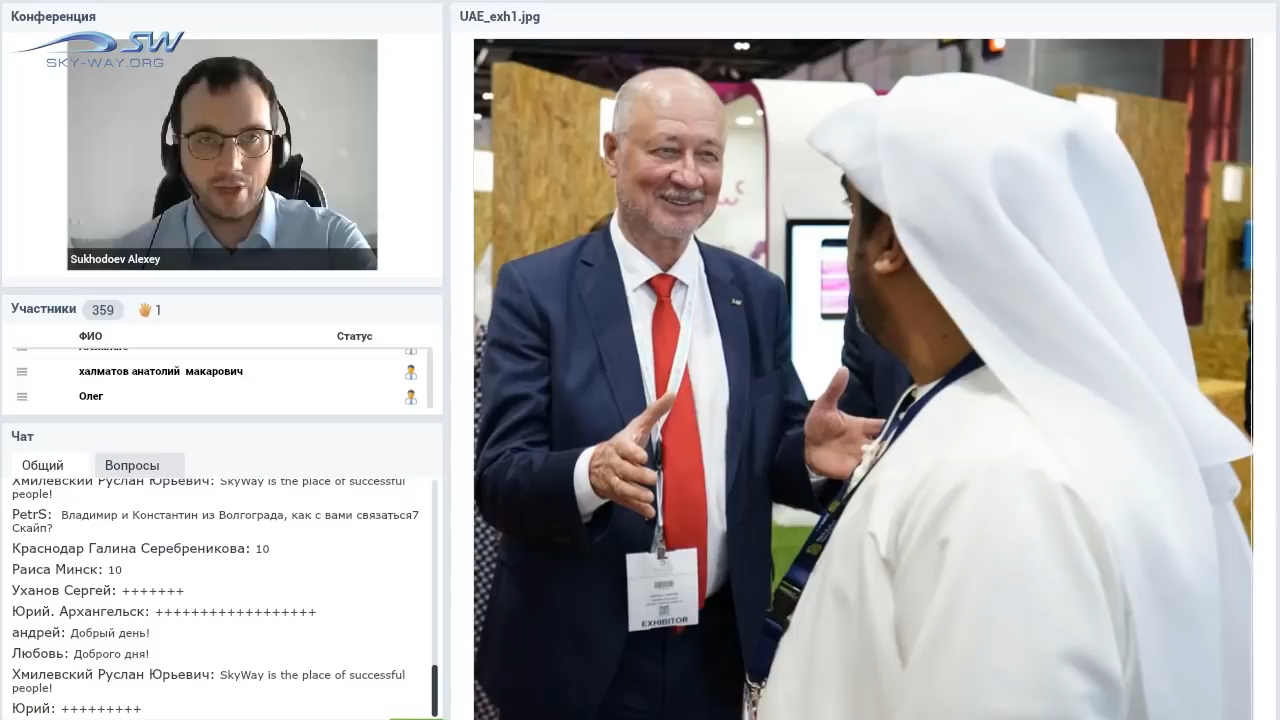 Конференция
SW
SKY-WAY.ORG
Sukhodoev Alexey
Участники 359 1
ФИО Статус
халматов анатолий макарович
Олег
Чат
Общий Вопросы
Хмилевский Руслан Юрьевич: SkyWay is the place of successful
people!
PetrS: Владимир и Константин из Волгограда, как с вами связаться7
Скайп?
Краснодар Галина Серебреникова: 10
Раиса Минск: 10
Уханов Сергей: +++++++
Юрий. Архангельск: ++++++++++++++++++
андрей: Добрый день!
Любовь: Доброго дня!
Хмилевский Руслан Юрьевич: SkyWay is the place of successful
people!
Юрий: +++++++++
UAE_exh1.jpg
EXHIBITOR